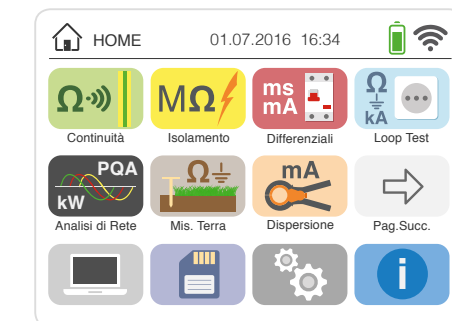 HOME 01.07.2016 16:34
Ω
MΩ
ms
mA
Ω
kA
Continuità Isolamento Differenziali Loop Test
PQA
kW
Ω
mA
Analisi di Rete Mis. Terra Dispersione Pag.Succ.
i